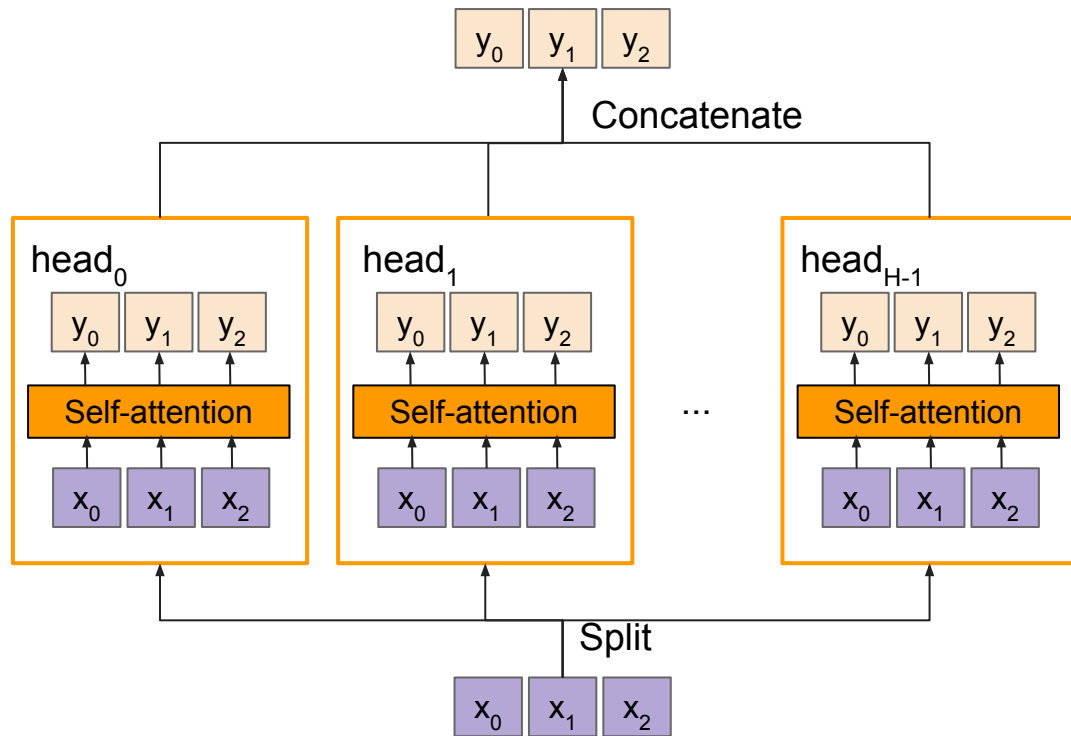 y₀ y₁ y₂
Concatenate
head₀ head₁ head_H-1
y₀ y₁ y₂ y₀ y₁ y₂ y₀ y₁ y₂
Self-attention Self-attention ... Self-attention
x₀ x₁ x₂ x₀ x₁ x₂ x₀ x₁ x₂
Split
x₀ x₁ x₂